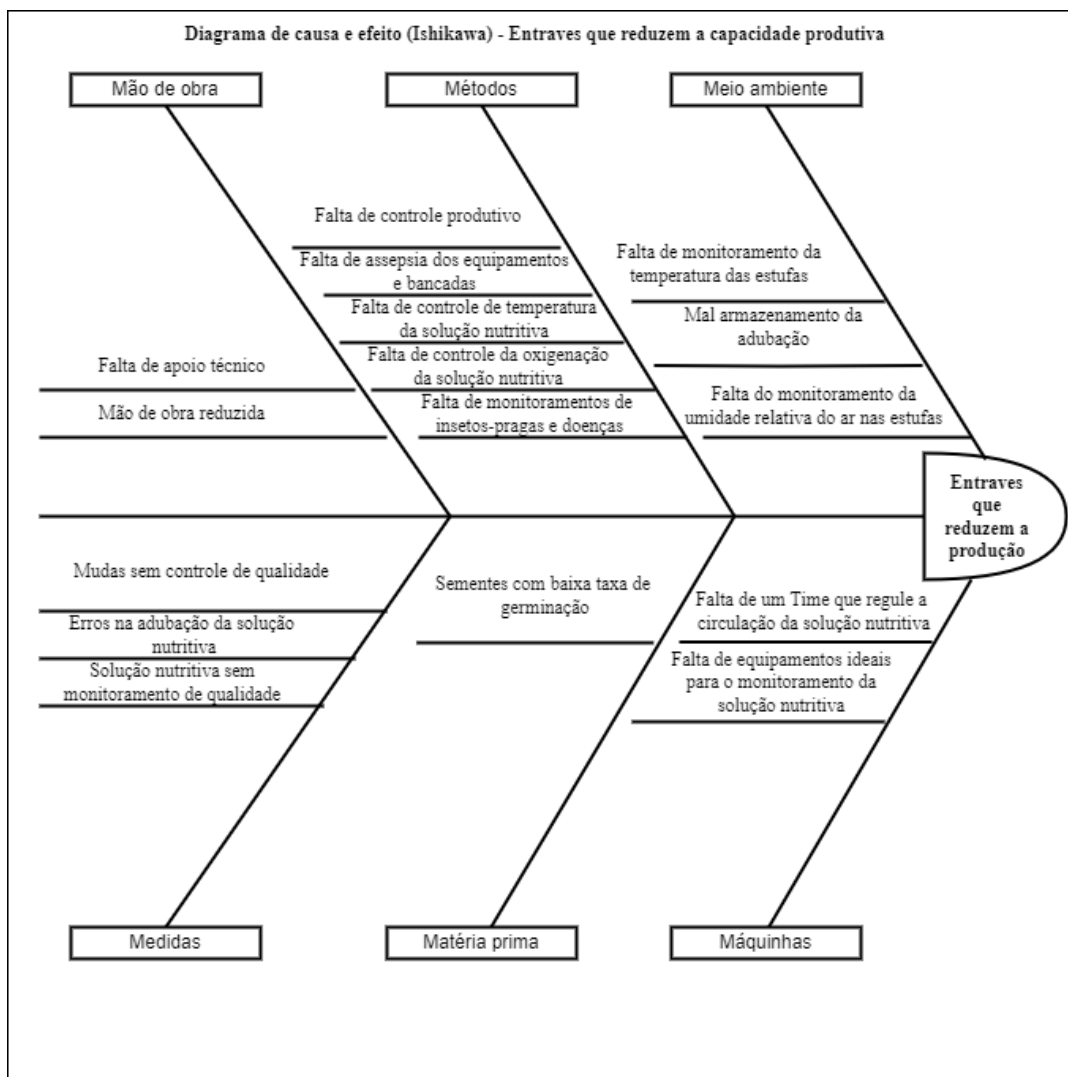 Diagrama de causa e efeito (Ishikawa) - Entraves que reduzem a capacidade produtiva
Mão de obra
Métodos
Meio ambiente
Falta de controle produtivo
Falta de assepsia dos equipamentos
e bancadas
Falta de controle de temperatura
da solução nutritiva
Falta de controle da oxigenação
da solução nutritiva
Falta de monitoramentos de
insetos-pragas e doenças
Falta de monitoramento da
temperatura das estufas
Mal armazenamento da
adubação
Falta do monitoramento da
umidade relativa do ar nas estufas
Falta de apoio técnico
Mão de obra reduzida
Entraves
que
reduzem a
produção
Mudas sem controle de qualidade
Erros na adubação da solução
nutritiva
Solução nutritiva sem
monitoramento de qualidade
Sementes com baixa taxa de
germinação
Falta de um Time que regule a
circulação da solução nutritiva
Falta de equipamentos ideais
para o monitoramento da
solução nutritiva
Medidas
Matéria prima
Máquinhas